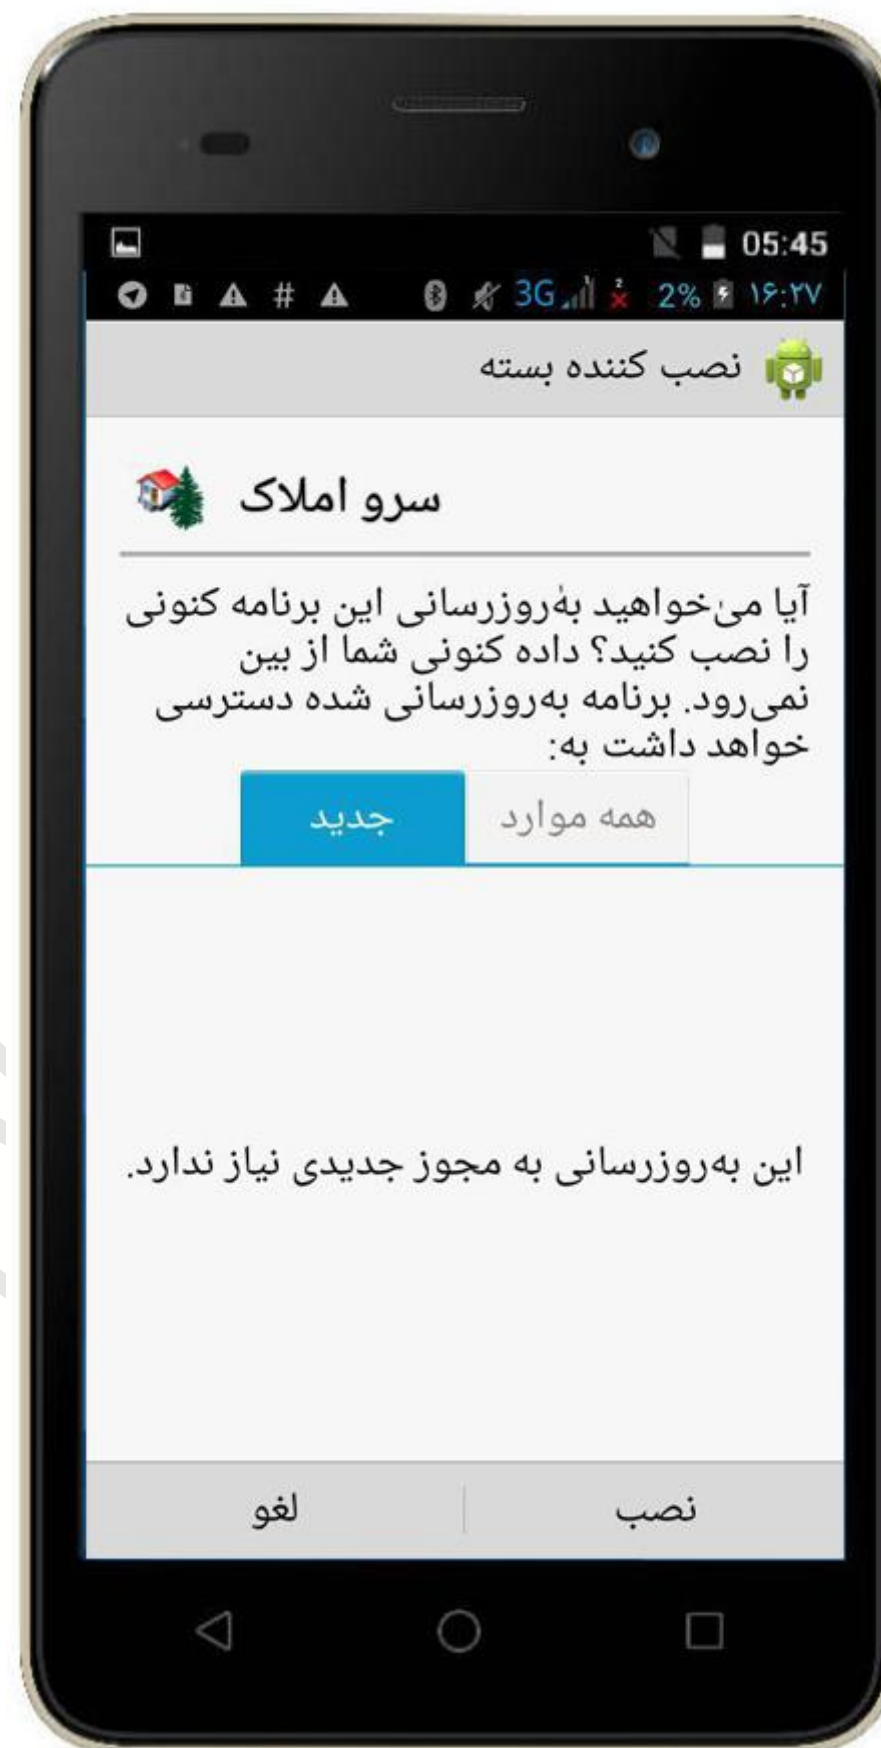 05:45
# 3G 2% ۱۶:۲۷
نصب کننده بسته
سرو املاک
آیا می‌خواهید به‌روزرسانی این برنامه کنونی
را نصب کنید؟ داده کنونی شما از بین
نمی‌رود. برنامه به‌روزرسانی شده دسترسی
خواهد داشت به:
همه موارد جدید
این به‌روزرسانی به مجوز جدیدی نیاز ندارد.
نصب لغو